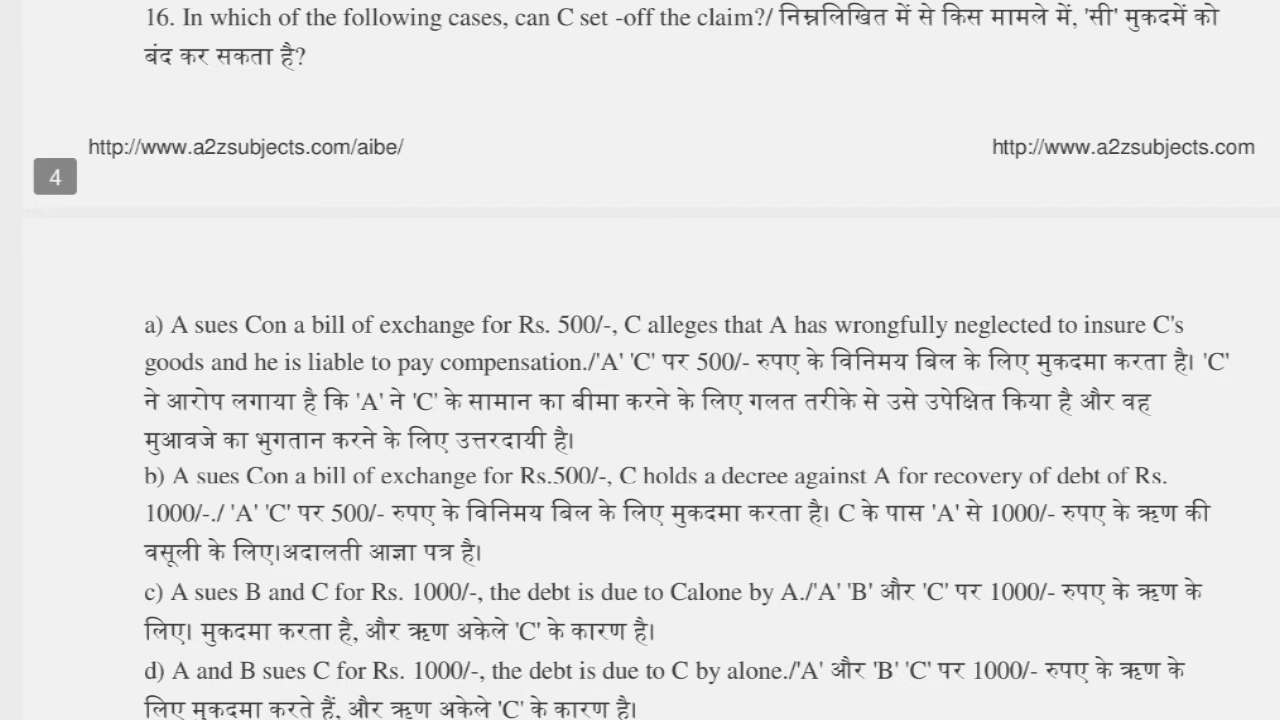 16. In which of the following cases, can C set -off the claim?/ निम्नलिखित में से किस मामले में, 'सी' मुकदमें को
बंद कर सकता है?
http://www.a2zsubjects.com/aibe/
http://www.a2zsubjects.com
4
a) A sues Con a bill of exchange for Rs. 500/-, C alleges that A has wrongfully neglected to insure C's
goods and he is liable to pay compensation./'A' 'C' पर 500/- रुपए के विनिमय बिल के लिए मुकदमा करता है। 'C'
ने आरोप लगाया है कि 'A' ने 'C' के सामान का बीमा करने के लिए गलत तरीके से उसे उपेक्षित किया है और वह
मुआवजे का भुगतान करने के लिए उत्तरदायी है।
b) A sues Con a bill of exchange for Rs.500/-, C holds a decree against A for recovery of debt of Rs.
1000/-./ 'A' 'C' पर 500/- रुपए के विनिमय बिल के लिए मुकदमा करता है। C के पास 'A' से 1000/- रुपए के ऋण की
वसूली के लिए।अदालती आज्ञा पत्र है।
c) A sues B and C for Rs. 1000/-, the debt is due to Calone by A./'A' 'B' और 'C' पर 1000/- रुपए के ऋण के
लिए। मुकदमा करता है, और ऋण अकेले 'C' के कारण है।
d) A and B sues C for Rs. 1000/-, the debt is due to C by alone./'A' और 'B' 'C' पर 1000/- रुपए के ऋण के
लिए मुकदमा करते हैं, और ऋण अकेले 'C' के कारण है।